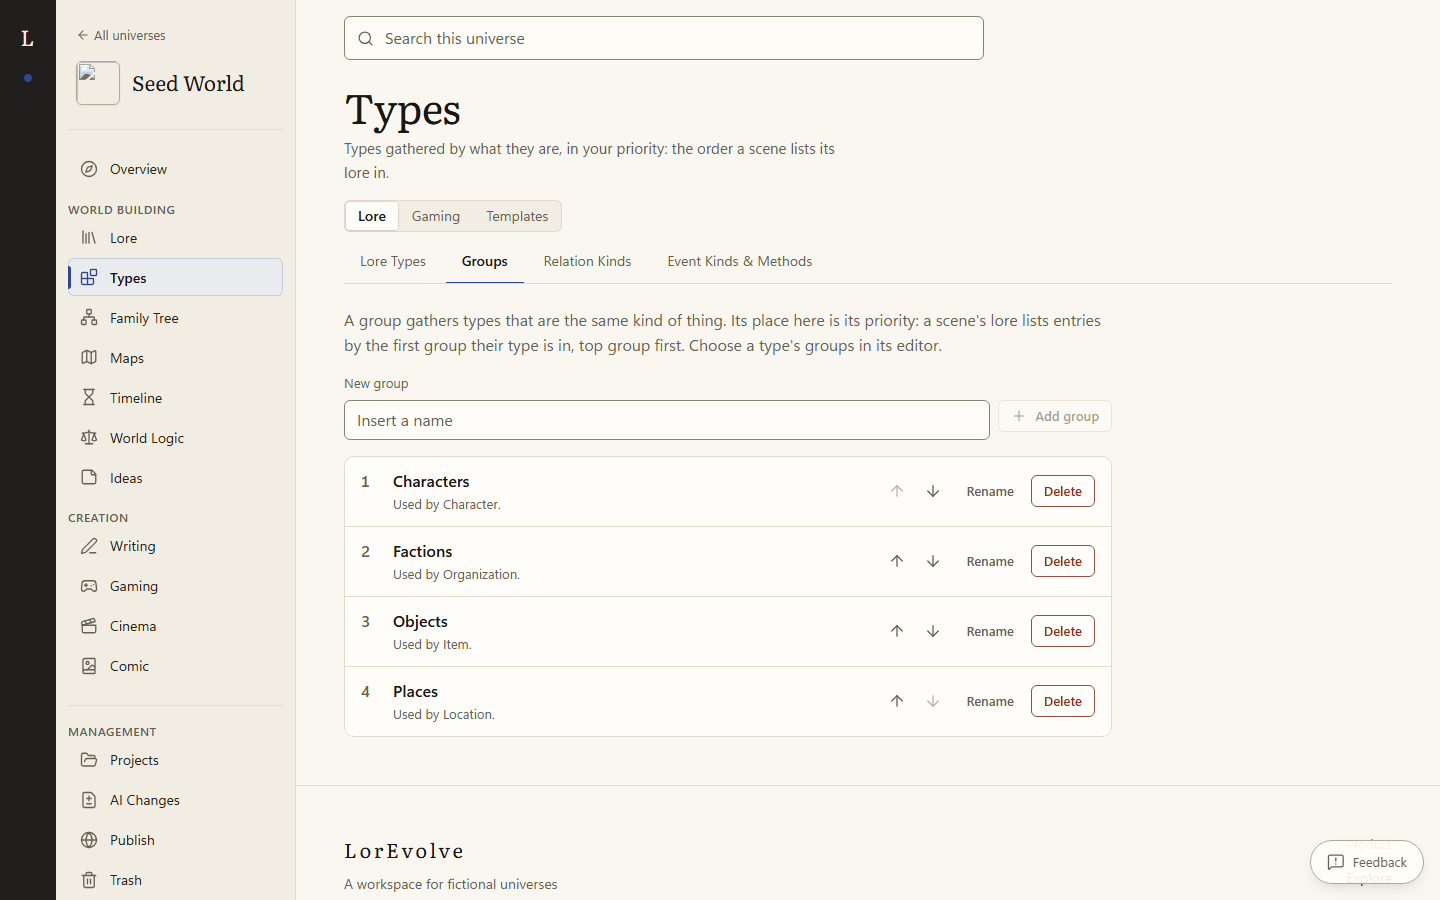 L
All universes
Seed World
Overview
WORLD BUILDING
Lore
Types
Family Tree
Maps
Timeline
World Logic
Ideas
CREATION
Writing
Gaming
Cinema
Comic
MANAGEMENT
Projects
AI Changes
Publish
Trash
Search this universe
Types
Types gathered by what they are, in your priority: the order a scene lists its
lore in.
Lore Gaming Templates
Lore Types Groups Relation Kinds Event Kinds & Methods
A group gathers types that are the same kind of thing. Its place here is its priority: a scene's lore lists entries
by the first group their type is in, top group first. Choose a type's groups in its editor.
New group
Insert a name
Add group
1 Characters
Used by Character.
Rename Delete
2 Factions
Used by Organization.
Rename Delete
3 Objects
Used by Item.
Rename Delete
4 Places
Used by Location.
Rename Delete
LorEvolve
A workspace for fictional universes
Product
Feedback
Explore